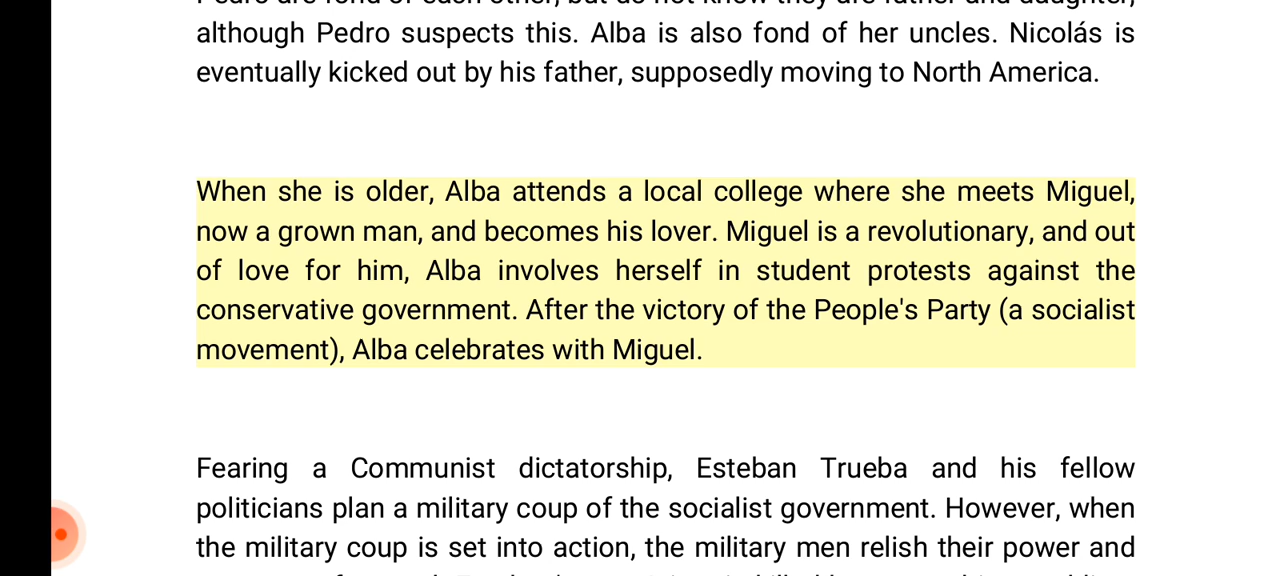 although Pedro suspects this. Alba is also fond of her uncles. Nicolás is
eventually kicked out by his father, supposedly moving to North America.
When she is older, Alba attends a local college where she meets Miguel,
now a grown man, and becomes his lover. Miguel is a revolutionary, and out
of love for him, Alba involves herself in student protests against the
conservative government. After the victory of the People's Party (a socialist
movement), Alba celebrates with Miguel.
Fearing a Communist dictatorship, Esteban Trueba and his fellow
politicians plan a military coup of the socialist government. However, when
the military coup is set into action, the military men relish their power and